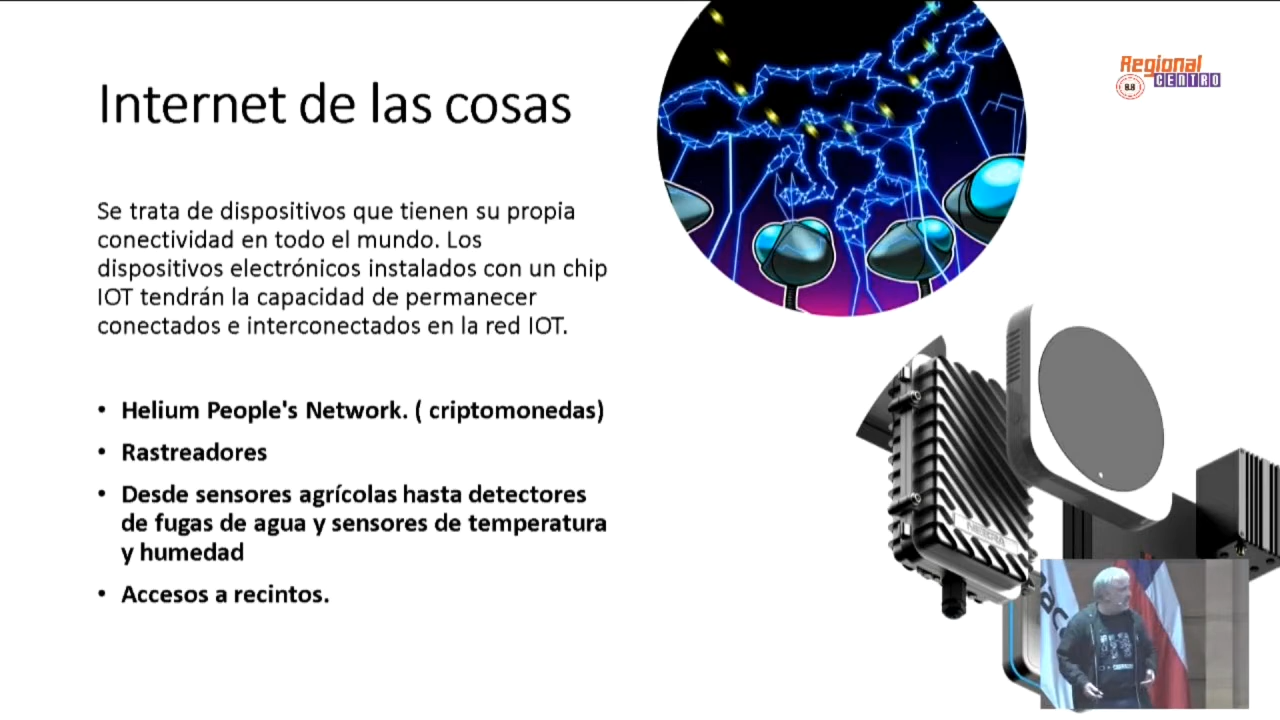 Regional
8.8 CENTRO
Internet de las cosas
Se trata de dispositivos que tienen su propia
conectividad en todo el mundo. Los
dispositivos electrónicos instalados con un chip
IOT tendrán la capacidad de permanecer
conectados e interconectados en la red IOT.
• Helium People's Network. ( criptomonedas)
• Rastreadores
• Desde sensores agrícolas hasta detectores
de fugas de agua y sensores de temperatura
y humedad
• Accesos a recintos.
NEBRA